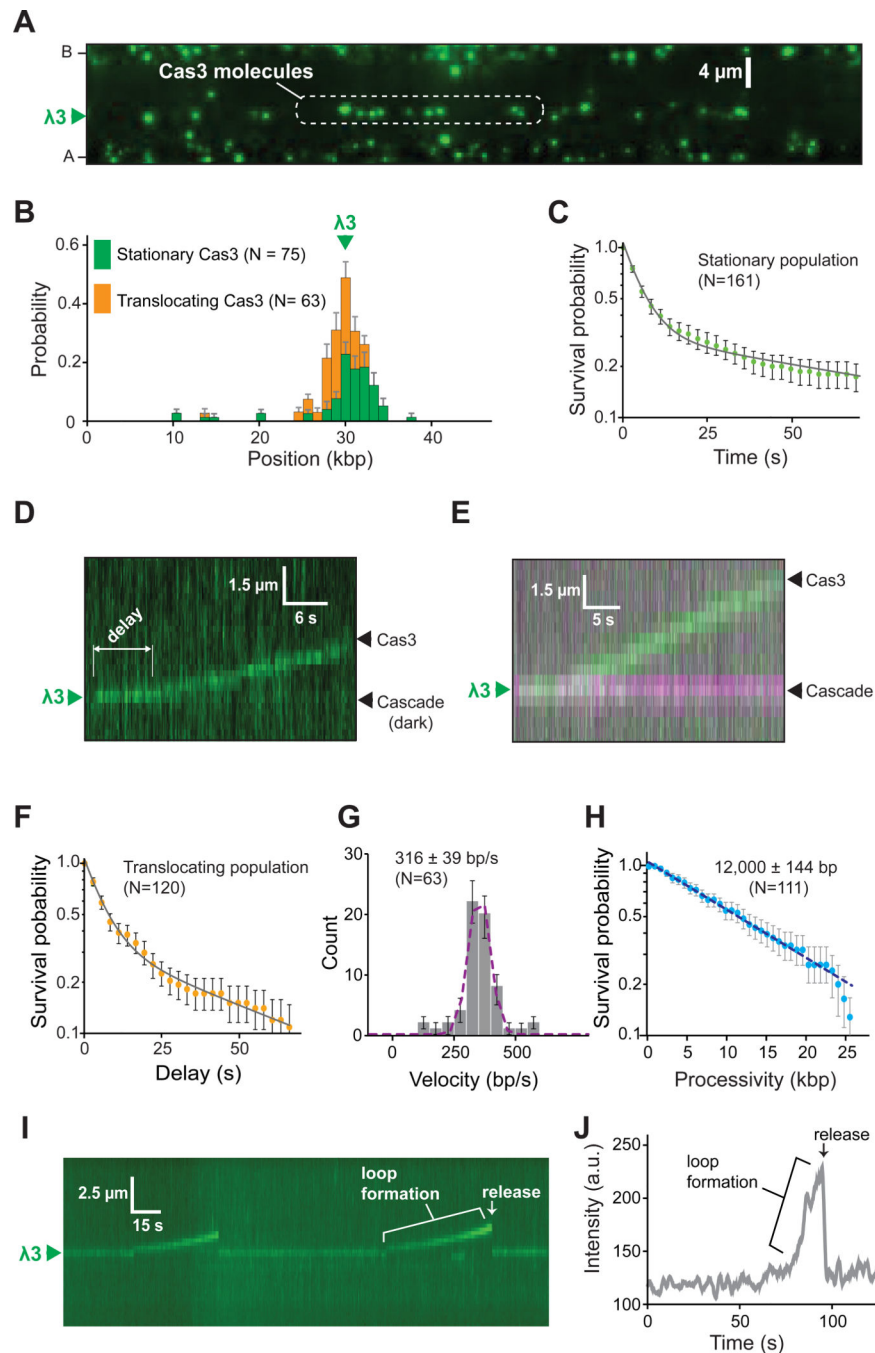 A
B
Cas3 molecules
4 µm
λ3
A
B
λ3
0.6
Stationary Cas3 (N = 75)
Translocating Cas3 (N= 63)
0.4
0.2
0
Probability
0
10
20
30
40
Position (kbp)
C
1.0
Stationary population
(N=161)
0.5
0.2
0.1
Survival probability
0
25
50
Time (s)
D
1.5 µm
6 s
delay
Cas3
λ3
Cascade
(dark)
E
1.5 µm
5 s
Cas3
λ3
Cascade
F
1.0
Translocating population
(N=120)
0.5
0.2
0.1
Survival pobability
0
50
Delay (s)
G
316 ± 39 bp/s
(N=63)
30
20
10
0
Count
0
250
500
Velocity (bp/s)
H
1.0
12,000 ± 144 bp
(N=111)
0.5
0.2
0.1
Survival probability
0
5
10
15
20
25
Processivity (kbp)
I
2.5 µm
15 s
loop
formation
release
λ3
J
250
release
loop
formation
200
150
100
Intensity (a.u.)
0
50
100
Time (s)